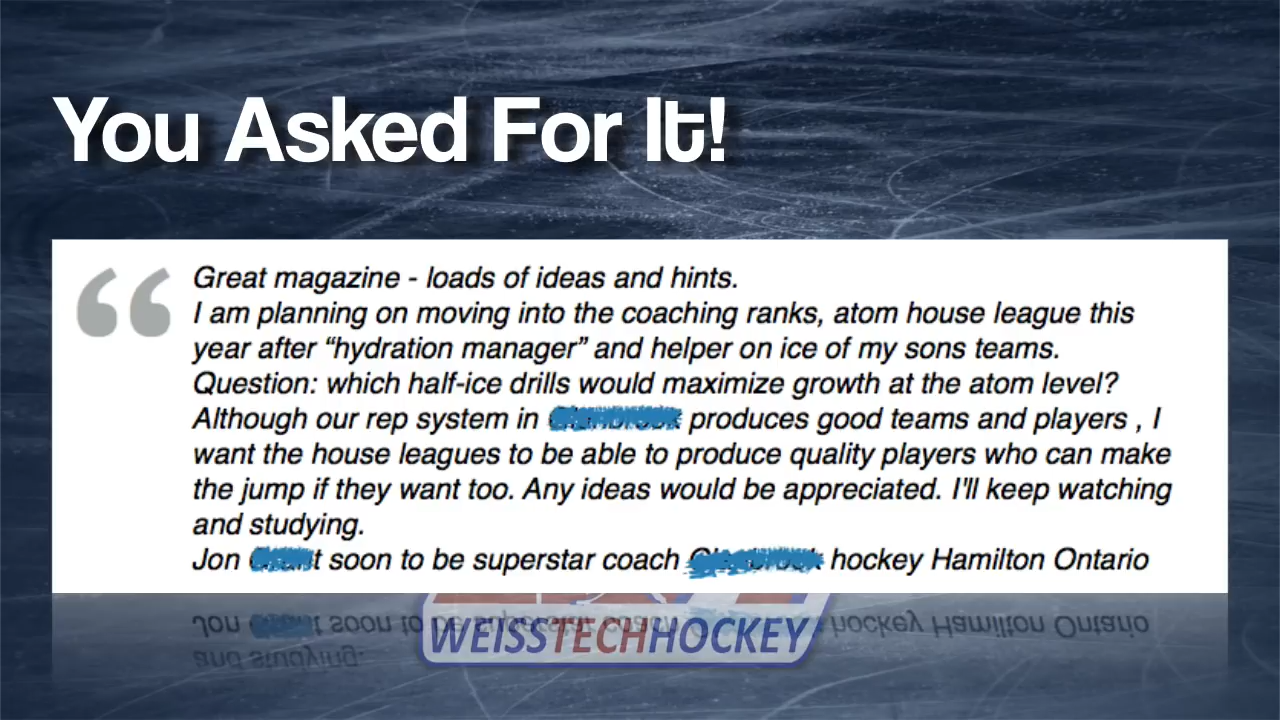 You Asked For It!
Great magazine - loads of ideas and hints.
I am planning on moving into the coaching ranks, atom house league this
year after “hydration manager” and helper on ice of my sons teams.
Question: which half-ice drills would maximize growth at the atom level?
Although our rep system in produces good teams and players , I
want the house leagues to be able to produce quality players who can make
the jump if they want too. Any ideas would be appreciated. I'll keep watching
and studying.
Jon soon to be superstar coach hockey Hamilton Ontario
WEISSTECHHOCKEY